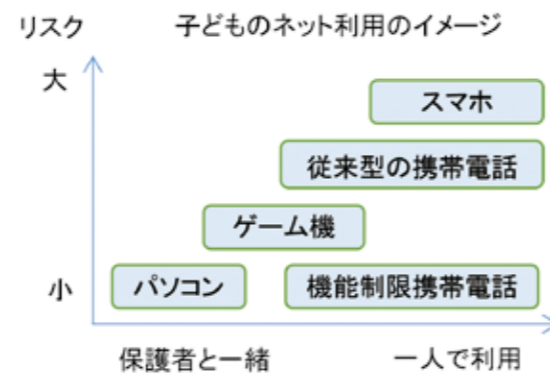 リスク
子どものネット利用のイメージ
大
スマホ
従来型の携帯電話
ゲーム機
小
パソコン
機能制限携帯電話
保護者と一緒
一人で利用